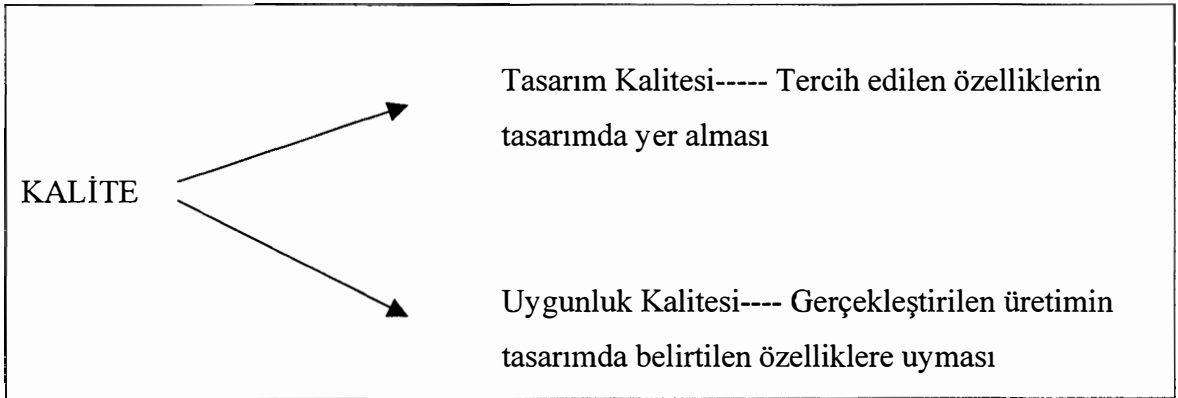 Tasarım Kalitesi----- Tercih edilen özelliklerin
tasarımda yer alması
KALİTE
Uygunluk Kalitesi---- Gerçekleştirilen üretimin
tasarımda belirtilen özelliklere uyması